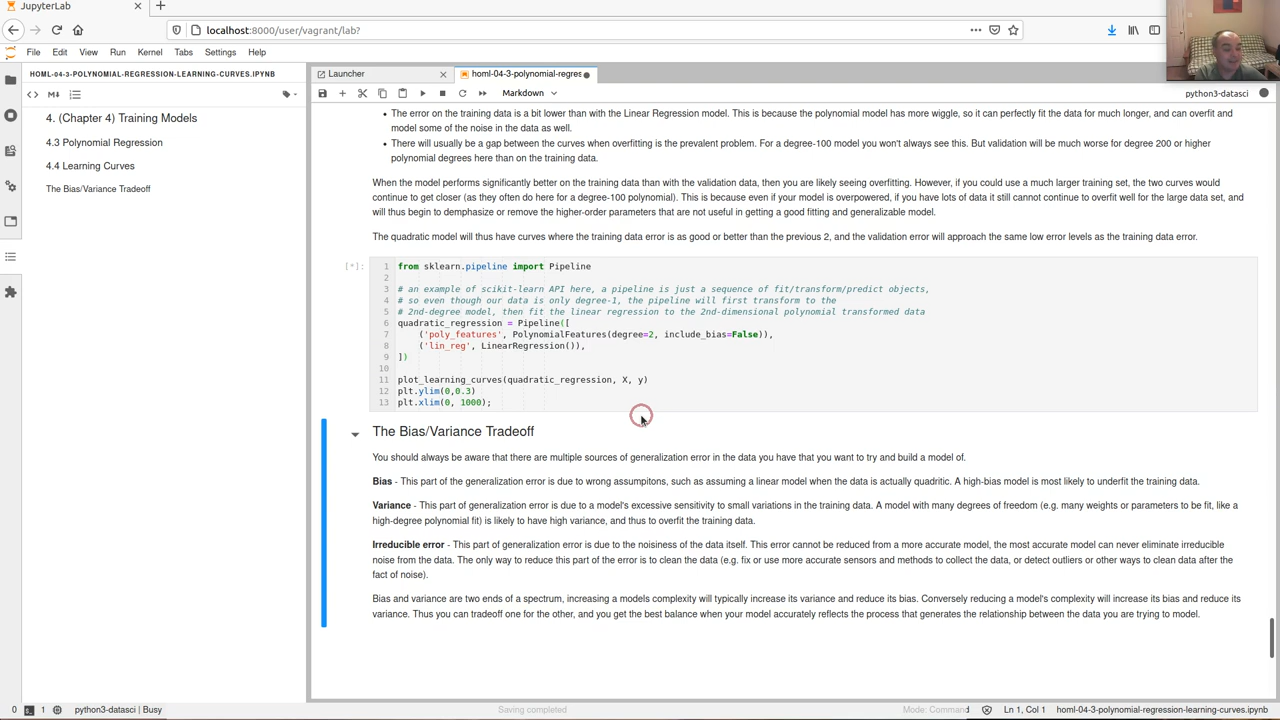 JupyterLab
localhost:8000/user/vagrant/lab?
File Edit View Run Kernel Tabs Settings Help
HOML-04-3-POLYNOMIAL-REGRESSION-LEARNING-CURVES.IPYNB
4. (Chapter 4) Training Models
4.3 Polynomial Regression
4.4 Learning Curves
The Bias/Variance Tradeoff
Launcher
homl-04-3-polynomial-regres
Markdown
python3-datasci
The error on the training data is a bit lower than with the Linear Regression model. This is because the polynomial model has more wiggle, so it can perfectly fit the data for much longer, and can overfit and
model some of the noise in the data as well.
There will usually be a gap between the curves when overfitting is the prevalent problem. For a degree-100 model you won't always see this. But validation will be much worse for degree 200 or higher
polynomial degrees here than on the training data.
When the model performs significantly better on the training data than with the validation data, then you are likely seeing overfitting. However, if you could use a much larger training set, the two curves would
continue to get closer (as they often do here for a degree-100 polynomial). This is because even if your model is overpowered, if you have lots of data it still cannot continue to overfit well for the large data set, and
will thus begin to demphasize or remove the higher-order parameters that are not useful in getting a good fitting and generalizable model.
The quadratic model will thus have curves where the training data error is as good or better than the previous 2, and the validation error will approach the same low error levels as the training data error.
[*]:
1 from sklearn.pipeline import Pipeline
2
3 # an example of scikit-learn API here, a pipeline is just a sequence of fit/transform/predict objects,
4 # so even though our data is only degree-1, the pipeline will first transform to the
5 # 2nd-degree model, then fit the linear regression to the 2nd-dimensional polynomial transformed data
6 quadratic_regression = Pipeline([
7 ('poly_features', PolynomialFeatures(degree=2, include_bias=False)),
8 ('lin_reg', LinearRegression()),
9 ])
10
11 plot_learning_curves(quadratic_regression, X, y)
12 plt.ylim(0,0.3)
13 plt.xlim(0, 1000);
The Bias/Variance Tradeoff
You should always be aware that there are multiple sources of generalization error in the data you have that you want to try and build a model of.
Bias - This part of the generalization error is due to wrong assumpitons, such as assuming a linear model when the data is actually quadritic. A high-bias model is most likely to underfit the training data.
Variance - This part of generalization error is due to a model's excessive sensitivity to small variations in the training data. A model with many degrees of freedom (e.g. many weights or parameters to be fit, like a
high-degree polynomial fit) is likely to have high variance, and thus to overfit the training data.
Irreducible error - This part of generalization error is due to the noisiness of the data itself. This error cannot be reduced from a more accurate model, the most accurate model can never eliminate irreducible
noise from the data. The only way to reduce this part of the error is to clean the data (e.g. fix or use more accurate sensors and methods to collect the data, or detect outliers or other ways to clean data after the
fact of noise).
Bias and variance are two ends of a spectrum, increasing a models complexity will typically increase its variance and reduce its bias. Conversely reducing a model's complexity will increase its bias and reduce its
variance. Thus you can tradeoff one for the other, and you get the best balance when your model accurately reflects the process that generates the relationship between the data you are trying to model.
0 1 python3-datasci | Busy
Saving completed
Mode: Command
Ln 1, Col 1
homl-04-3-polynomial-regression-learning-curves.ipynb